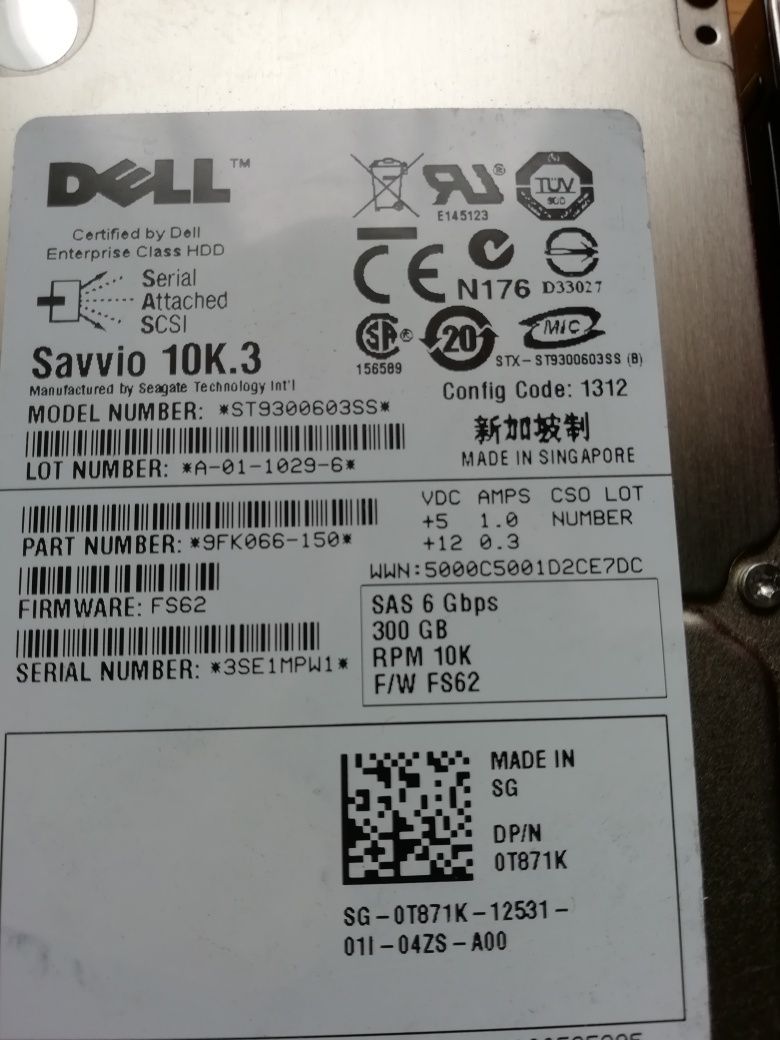 DELL™
Certified by Dell
Enterprise Class HDD
Serial
Attached
SCSI
Savvio 10K.3
Manufactured by Seagate Technology Int'l
MODEL NUMBER: *ST9300603SS*
LOT NUMBER: *A-01-1029-6*
E145123
TÜV
CE
N176
D33027
SA®
156589
20
MIC
STX-ST9300603SS (B)
Config Code: 1312
新加坡制
MADE IN SINGAPORE
VDC AMPS CSO LOT
+5 1.0 NUMBER
+12 0.3
PART NUMBER: *9FK066-150*
WWN:5000C5001D2CE7DC
FIRMWARE: FS62
SERIAL NUMBER: *3SE1MPW1*
SAS 6 Gbps
300 GB
RPM 10K
F/W FS62
MADE IN
SG
DP/N
0T871K
SG-0T871K-12531-
01I-04ZS-A00